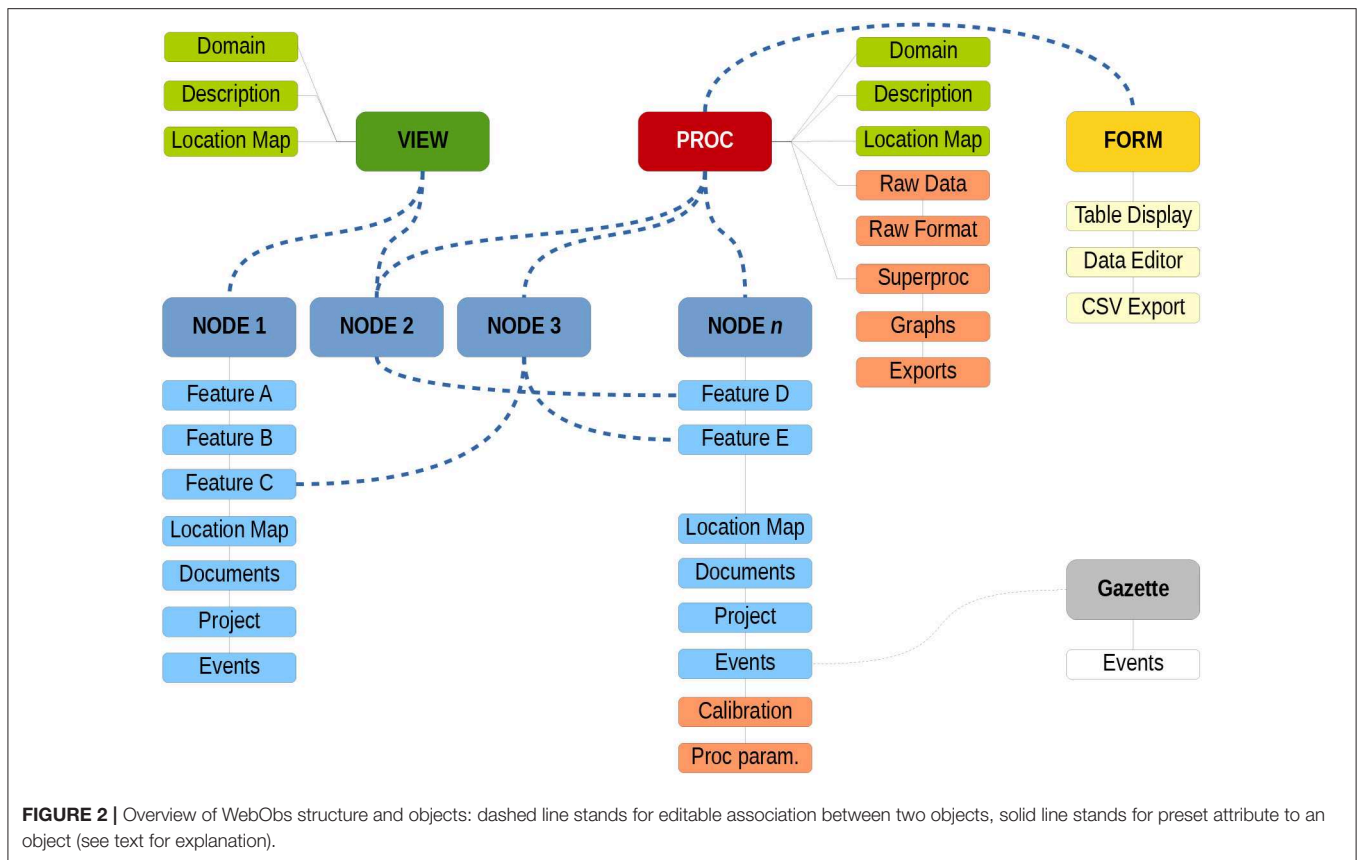 Domain
Description
Location Map
VIEW
PROC
Domain
Description
Location Map
Raw Data
Raw Format
Superproc
Graphs
Exports
FORM
Table Display
Data Editor
CSV Export
NODE 1
NODE 2
NODE 3
NODE n
Feature A
Feature B
Feature C
Location Map
Documents
Project
Events
Feature D
Feature E
Location Map
Documents
Project
Events
Calibration
Proc param.
Gazette
Events
FIGURE 2 | Overview of WebObs structure and objects: dashed line stands for editable association between two objects, solid line stands for preset attribute to an
object (see text for explanation).